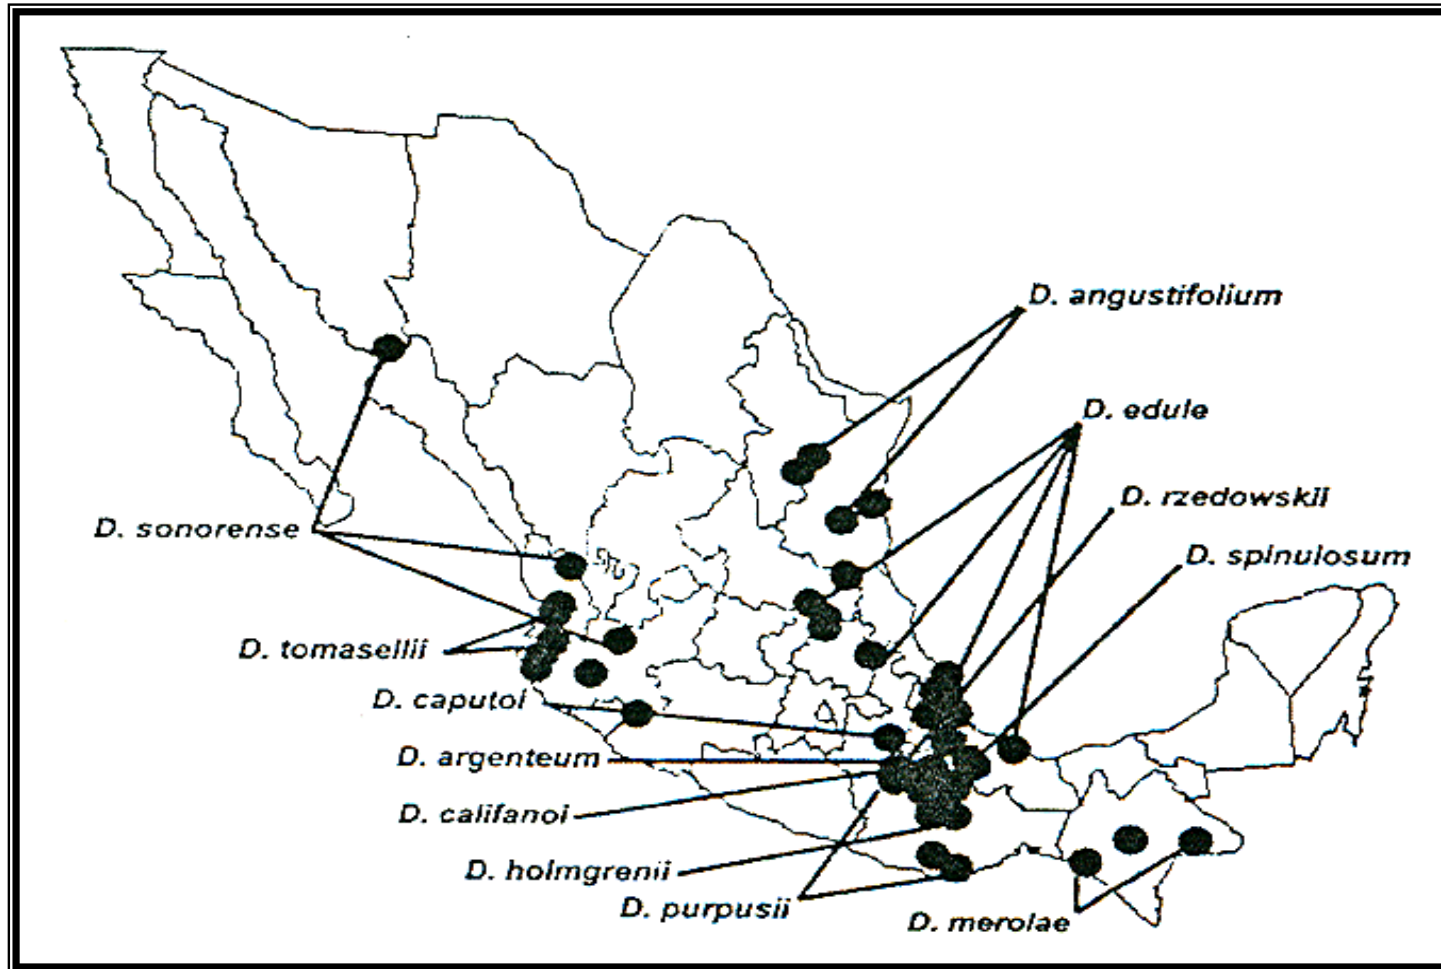 D. angustifolium
D. edule
D. rzedowskii
D. sonorense
D. spinulosum
D. tomasellii
D. caputoi
D. argenteum
D. califanoi
D. holmgrenii
D. purpusii
D. merolae